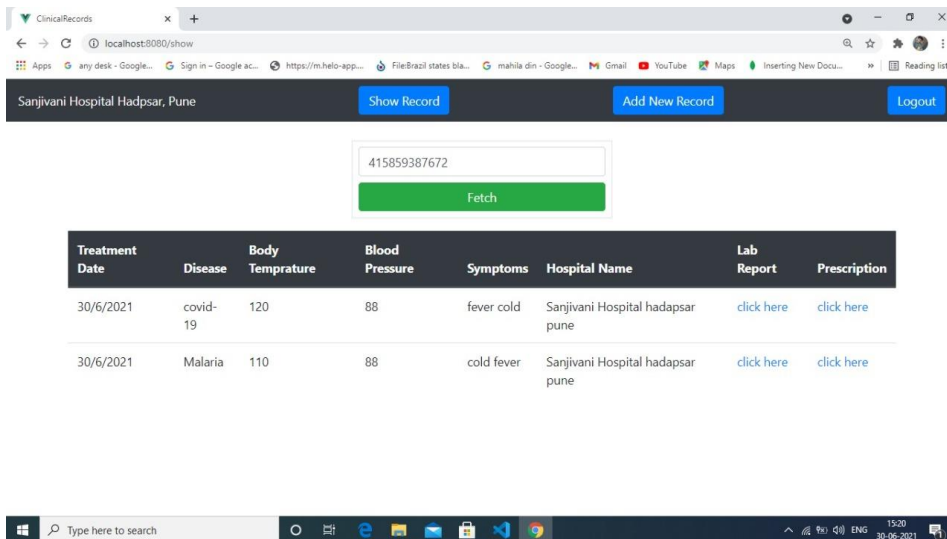 ClinicalRecords
localhost:8080/show
Apps any desk - Google... Sign in – Google ac... https://m.helo-app.... File:Brazil states bla... mahila din - Google... Gmail YouTube Maps Inserting New Docu... » Reading list
Sanjivani Hospital Hadpsar, Pune Show Record Add New Record Logout
415859387672
Fetch
Treatment Date Disease Body Temprature Blood Pressure Symptoms Hospital Name Lab Report Prescription
30/6/2021 covid-19 120 88 fever cold Sanjivani Hospital hadapsar pune click here click here
30/6/2021 Malaria 110 88 cold fever Sanjivani Hospital hadapsar pune click here click here
Type here to search ENG 15:20
30-06-2021